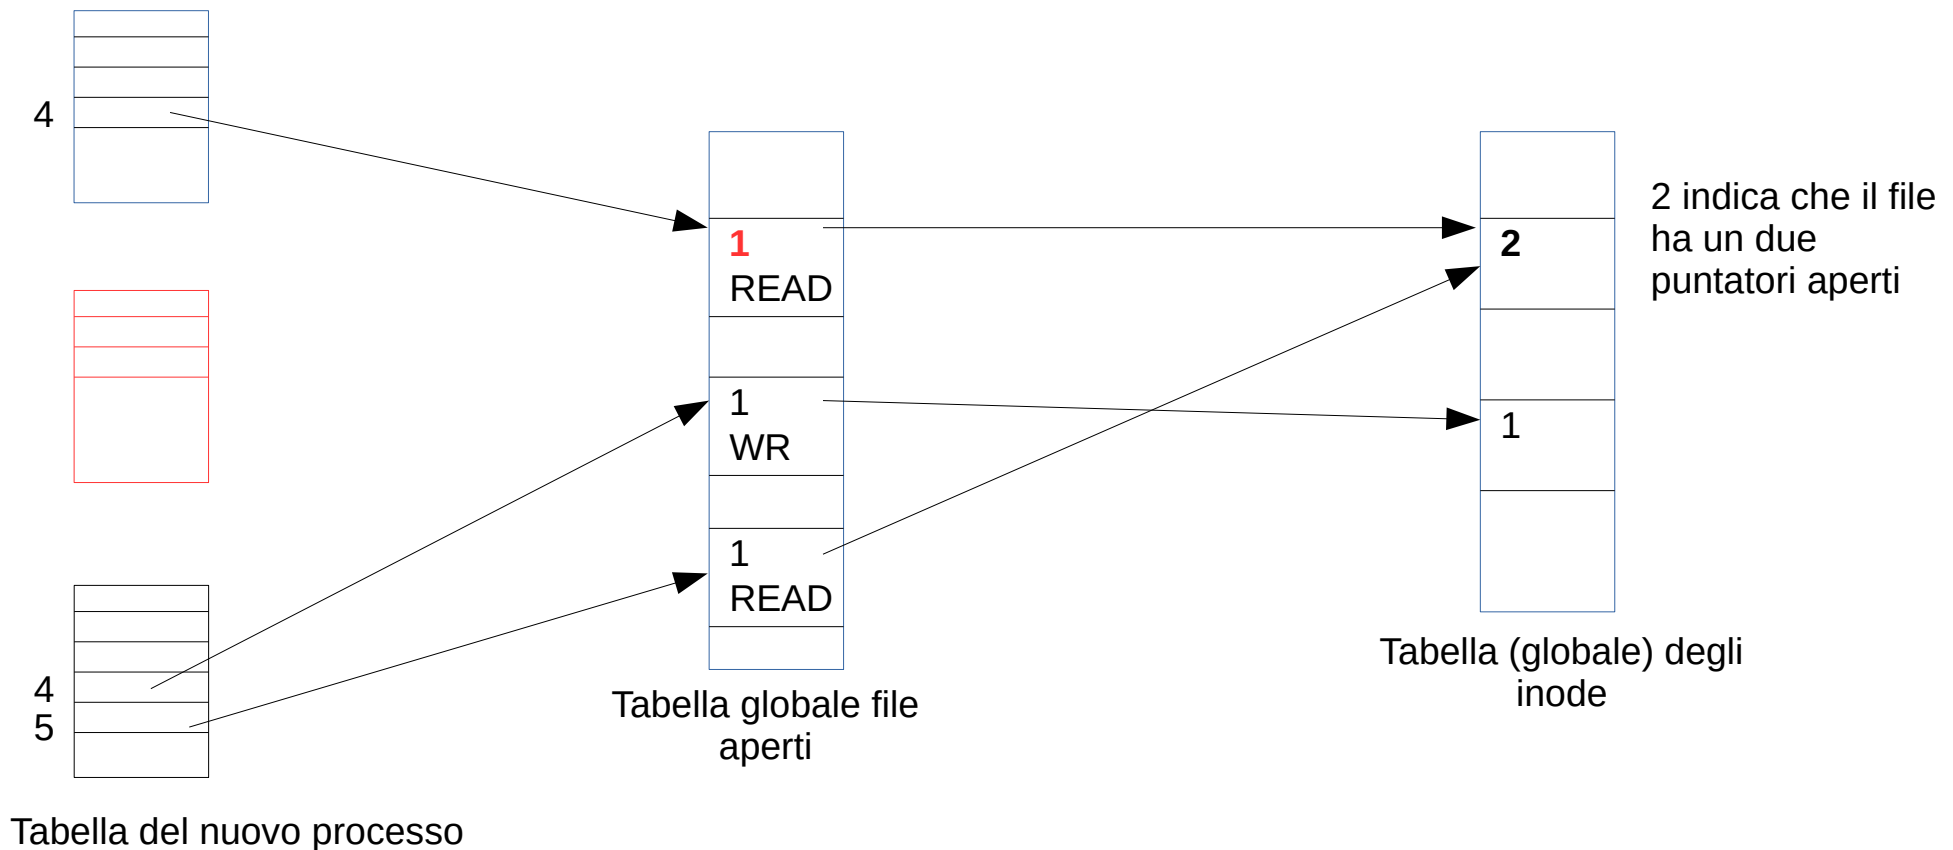 4
1
READ
2
2 indica che il file
ha un due
puntatori aperti
1
WR
1
1
READ
4
5
Tabella globale file
aperti
Tabella (globale) degli
inode
Tabella del nuovo processo